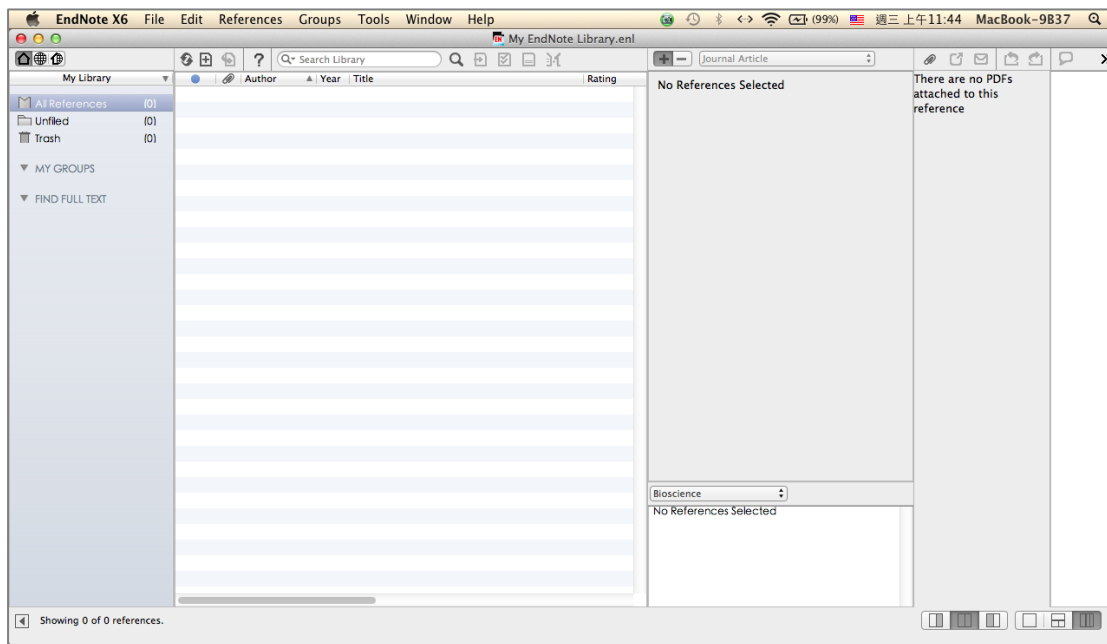 EndNote X6 File Edit References Groups Tools Window Help (99%) 週三上午11:44 MacBook-9B37
My EndNote Library.enl
? Search Library Journal Article
My Library Author Year Title Rating
No References Selected
There are no PDFs
attached to this
reference
All References (0)
Unfiled (0)
Trash (0)
MY GROUPS
FIND FULL TEXT
Bioscience
No References Selected
Showing 0 of 0 references.